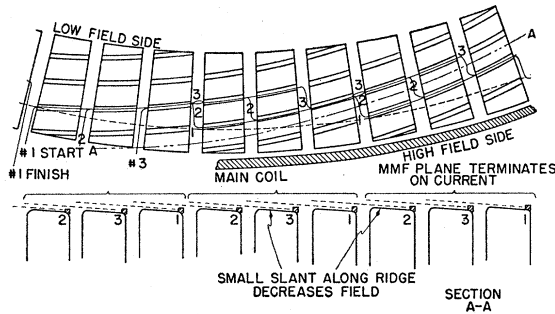 LOW FIELD SIDE
A
3
3
3
3
2
2
2
2
2
1
1
#1 START A
#3
#1 FINISH
MAIN COIL
HIGH FIELD SIDE
MMF PLANE TERMINATES
ON CURRENT
2
3
1
2
3
1
2
3
1
SMALL SLANT ALONG RIDGE
DECREASES FIELD
SECTION
A-A